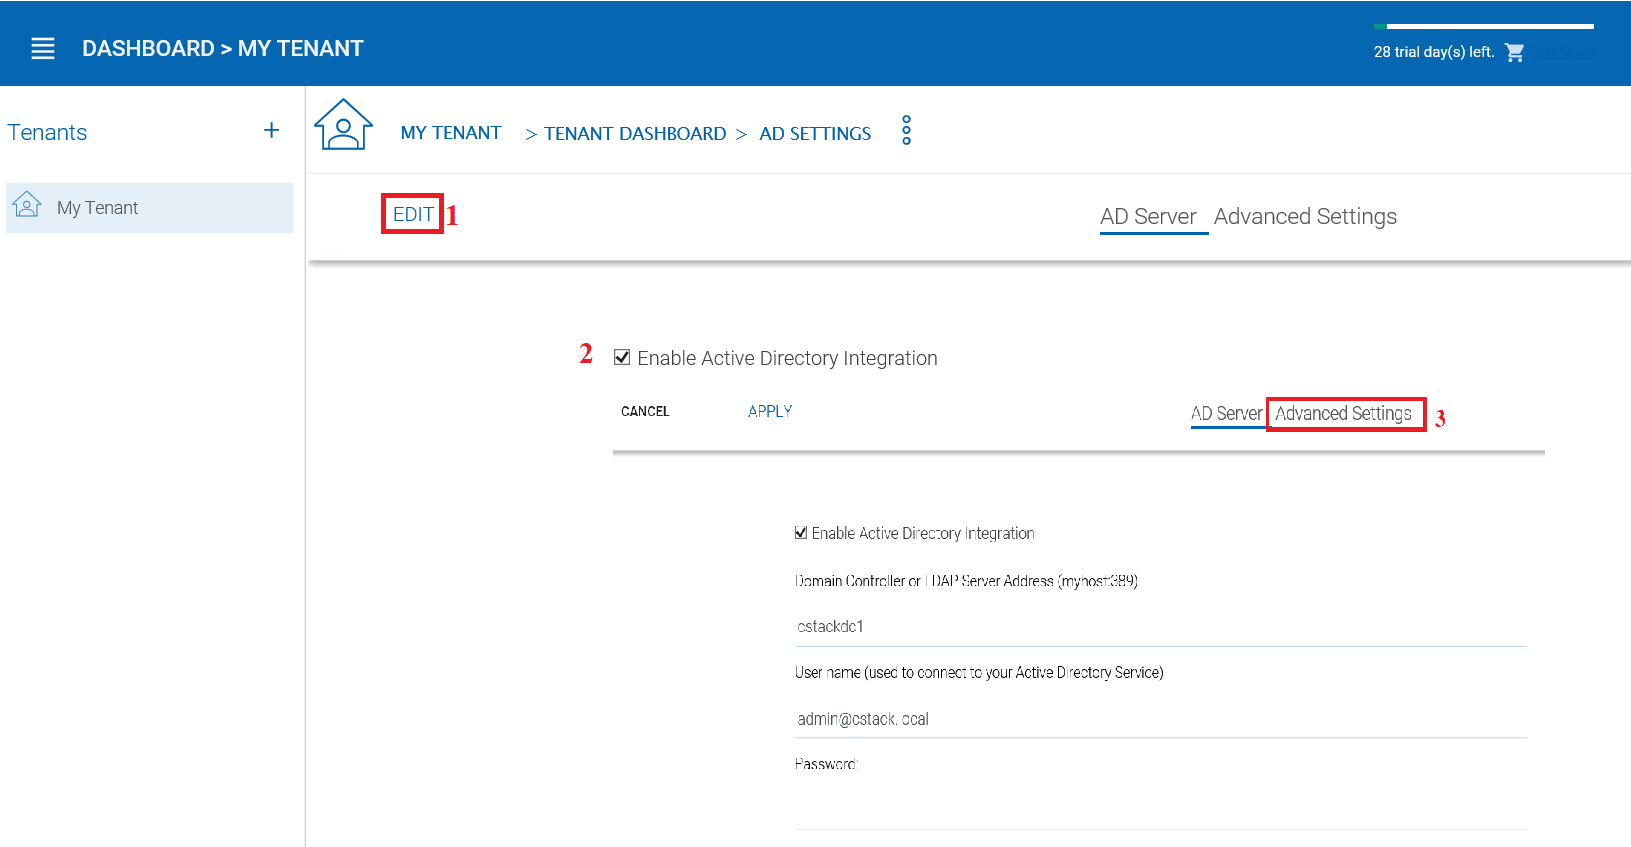 DASHBOARD > MY TENANT
28 trial day(s) left.
Tenants +
MY TENANT > TENANT DASHBOARD > AD SETTINGS
My Tenant
EDIT 1
AD Server Advanced Settings
2 Enable Active Directory Integration
CANCEL APPLY AD Server Advanced Settings 3
Enable Active Directory Integration
Domain Controller or LDAP Server Address (myhost:389)
cstackdc1
User name (used to connect to your Active Directory Service)
admin@cstack. ocal
Password: